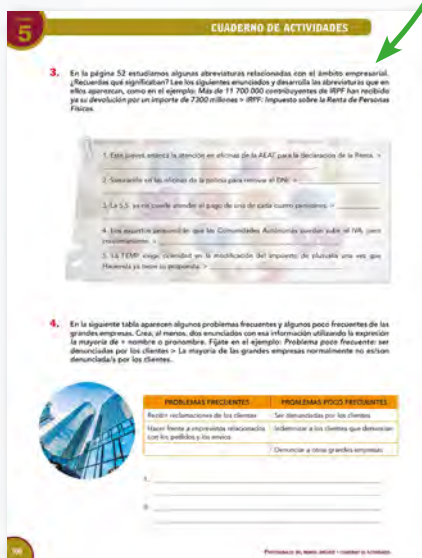 5
CUADERNO DE ACTIVIDADES
3. En la página 52 estudiamos algunas abreviaturas relacionadas con el ámbito empresarial.
¿Recuerdas qué significaban? Lee los siguientes enunciados y desarrolla las abreviaturas que en
ellos aparezcan, como en el ejemplo: Más de 11 700 000 contribuyentes de IRPF han recibido
ya su devolución por un importe de 7300 millones > IRPF: Impuesto sobre la Renta de Personas
Físicas.
1. Este jueves arranca la atención en oficinas de la AEAT para la declaración de la Renta. >
2. en las oficinas de la policía para renovar el DNI. >
3. La S.S. ya no puede atender el pago de una de cada cuatro pensiones. >
4. Los expertos que las Comunidades Autónomas puedan subir el IVA, pero
. >
5. La exige celeridad en la modificación del impuesto de plusvalía una vez que
Hacienda ya tiene su propuesta. >
4. En la siguiente tabla aparecen algunos problemas frecuentes y algunos poco frecuentes de las
grandes empresas. Crea, al menos, dos enunciados con esa información utilizando la expresión
la mayoría de + nombre o pronombre. Fíjate en el ejemplo: Problema poco frecuente: ser
denunciadas por los clientes > La mayoría de las grandes empresas normalmente no es/son
denunciada/s por los clientes.
PROBLEMAS FRECUENTES PROBLEMAS POCO FRECUENTES
Recibir reclamaciones de los clientes Ser denunciadas por los clientes
Hacer frente a imprevistos relacionados Indemnizar a los clientes que denuncian
con los pedidos y los envíos
Denunciar a otras grandes empresas